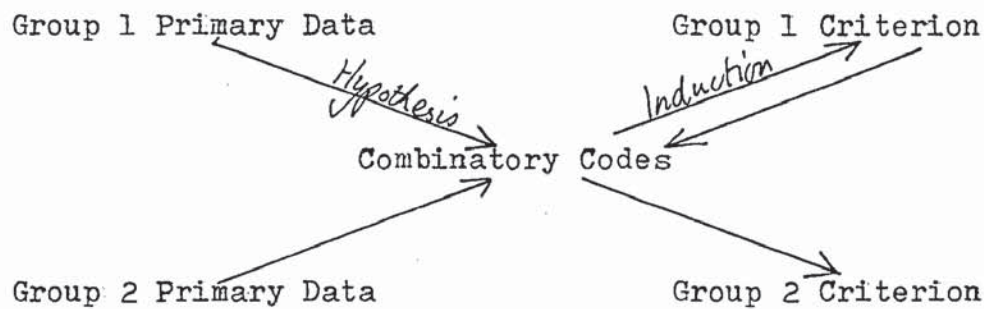 Group 1 Primary Data
Group 1 Criterion
Hypothesis
Induction
Combinatory Codes
Group 2 Primary Data
Group 2 Criterion